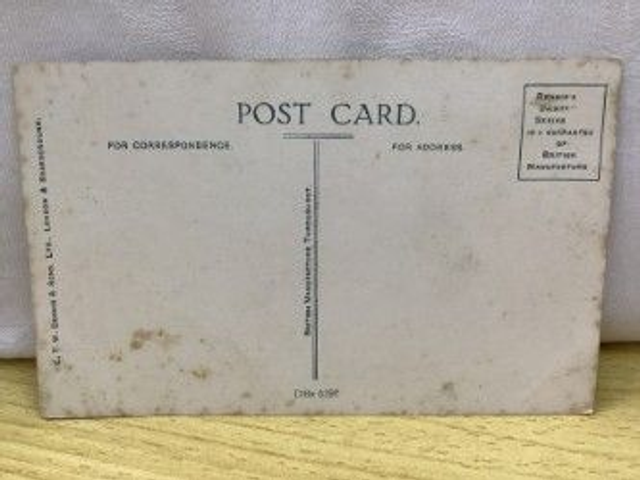 POST CARD.
FOR CORRESPONDENCE.
FOR ADDRESS.
DENNIS'S
"DAINTY"
SERIES
IS A GUARANTEE
OF
BRITISH
MANUFACTURE
BRITISH MANUFACTURE THROUGHOUT.
E. T. W. DENNIS & SONS, LTD., LONDON & SCARBOROUGH.